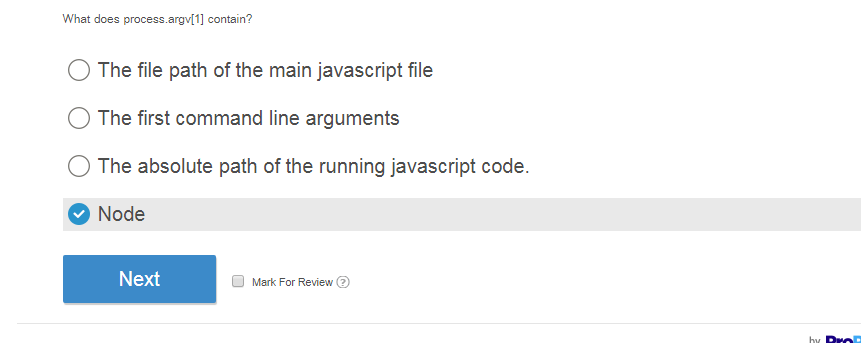 What does process.argv[1] contain?
The file path of the main javascript file
The first command line arguments
The absolute path of the running javascript code.
Node
Next
Mark For Review ?
by